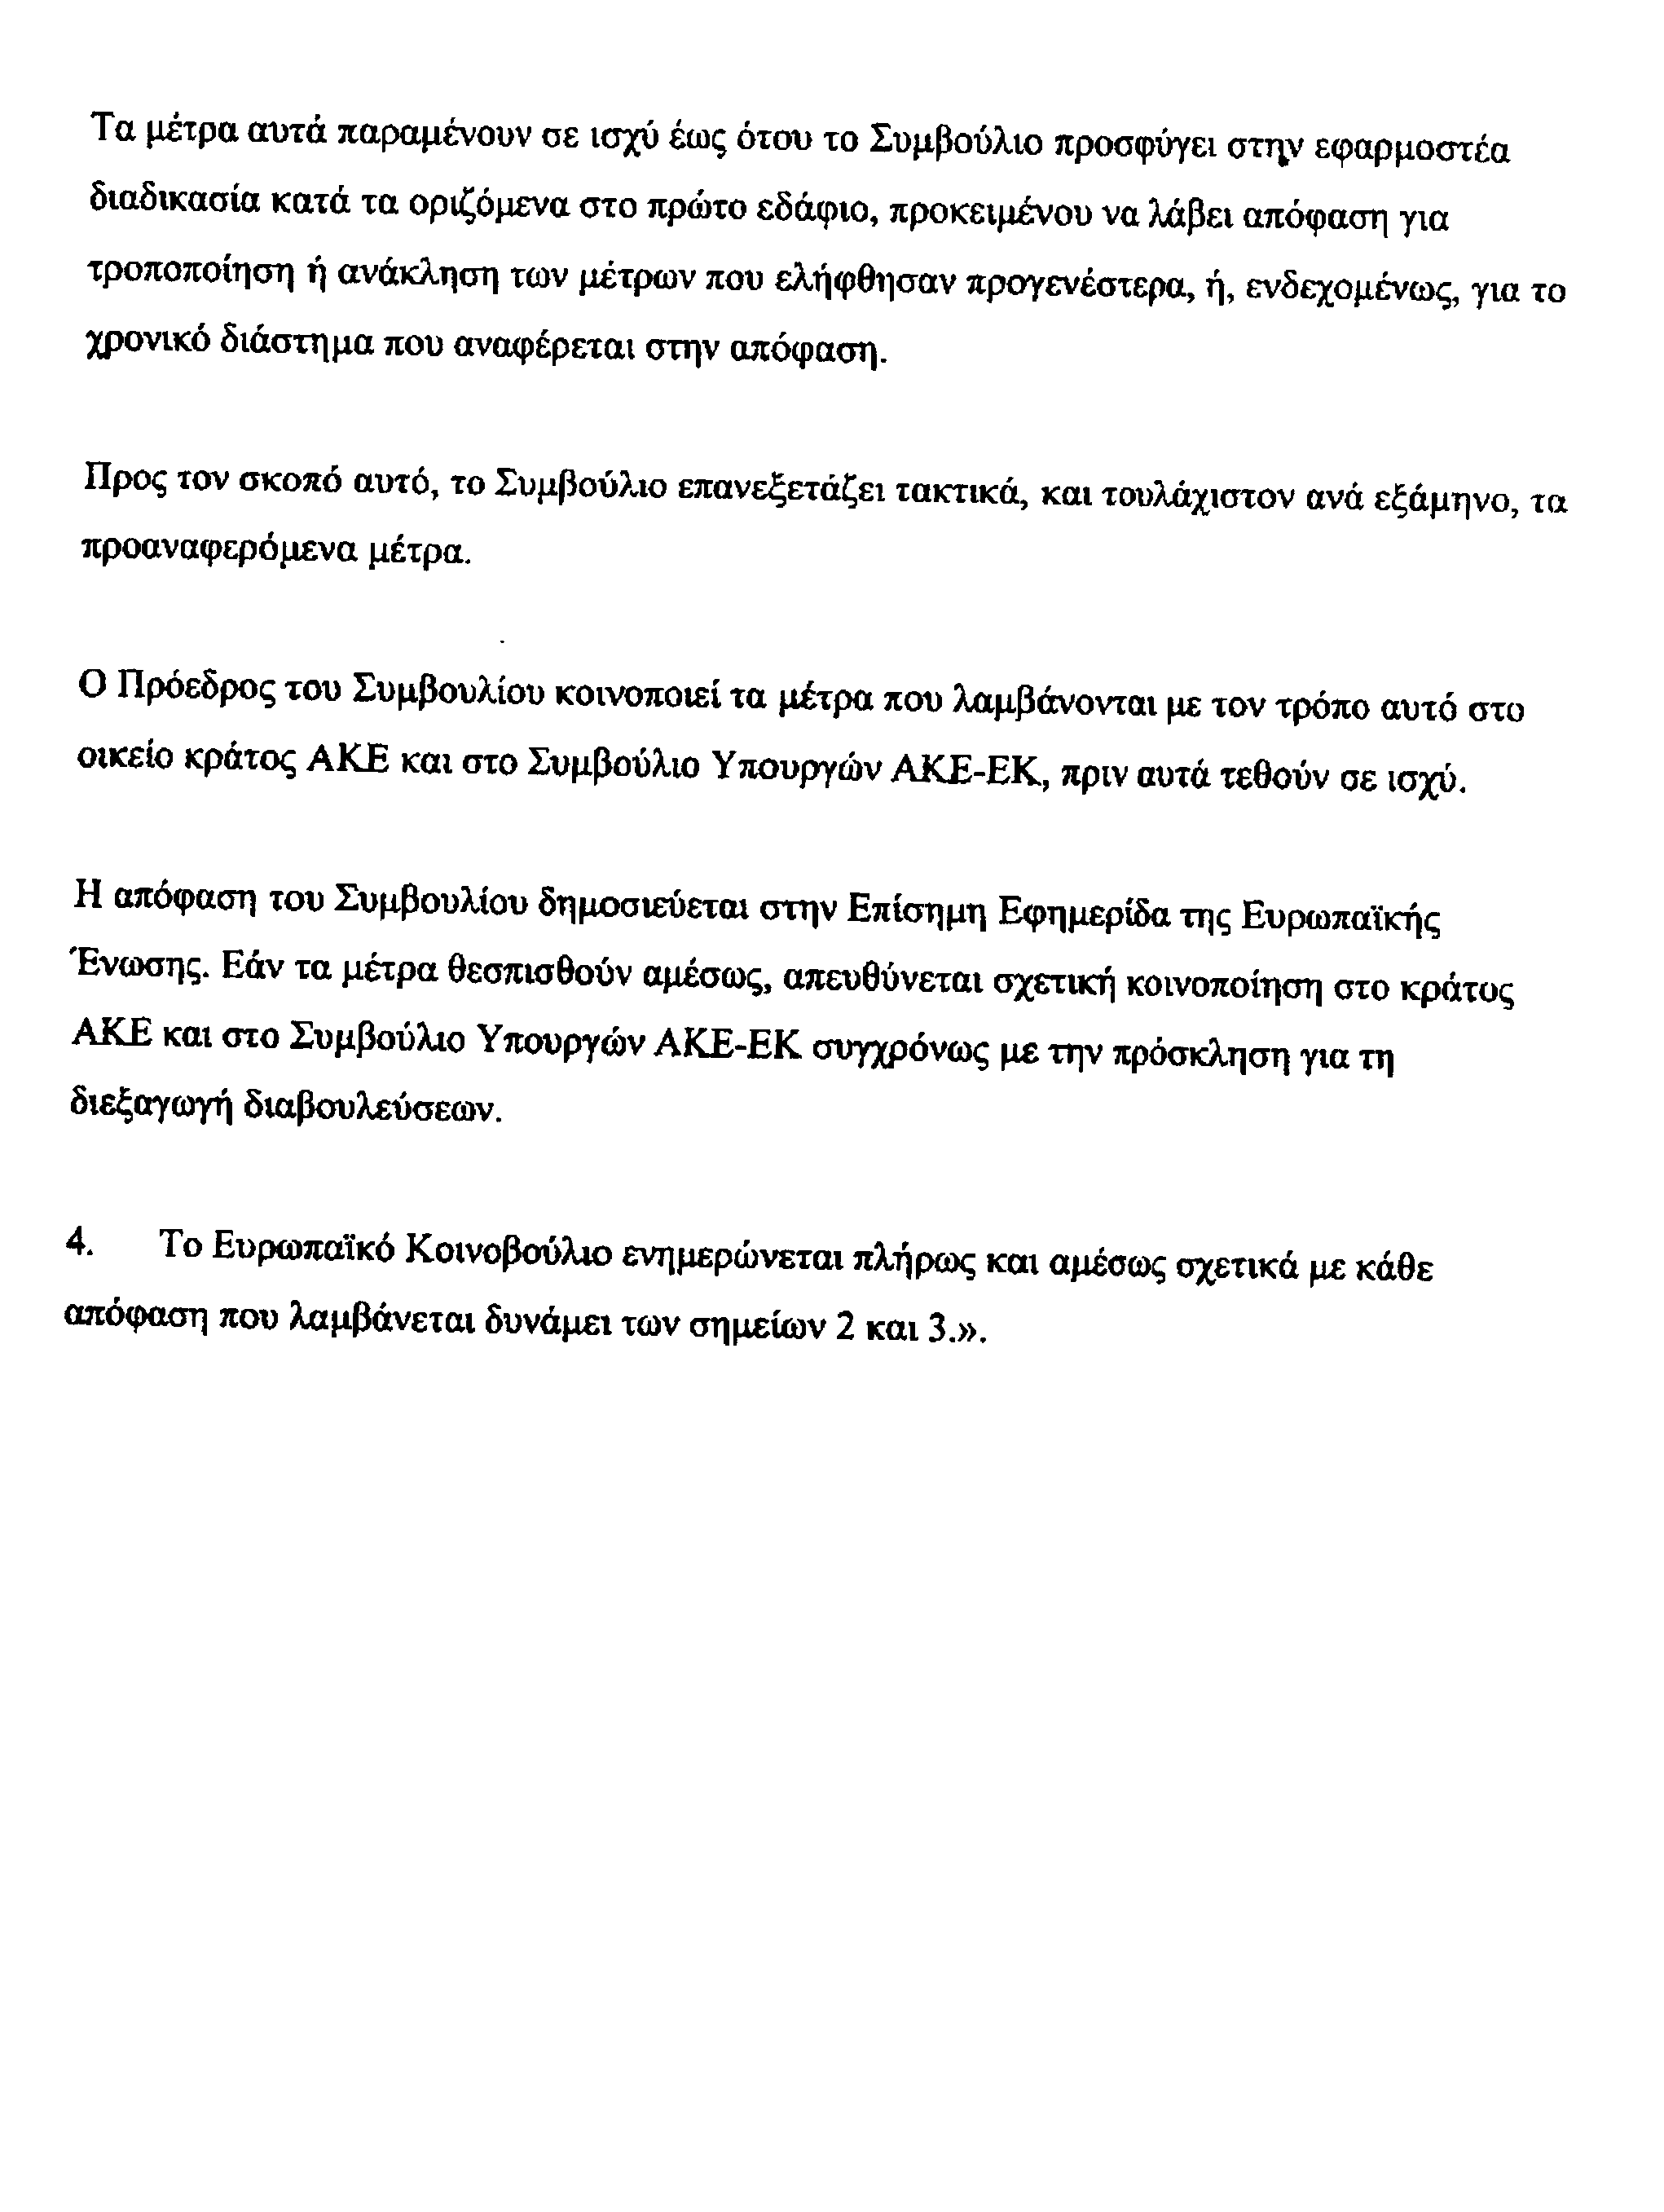 Τα μέτρα αυτά παραμένουν σε ισχύ έως ότου το Συμβούλιο προσφύγει στην εφαρμοστέα
διαδικασία κατά τα οριζόμενα στο πρώτο εδάφιο, προκειμένου να λάβει απόφαση για
τροποποίηση ή ανάκληση των μέτρων που ελήφθησαν προγενέστερα, ή, ενδεχομένως, για το
χρονικό διάστημα που αναφέρεται στην απόφαση.
Προς τον σκοπό αυτό, το Συμβούλιο επανεξετάζει τακτικά, και τουλάχιστον ανά εξάμηνο, τα
προαναφερόμενα μέτρα.
Ο Πρόεδρος του Συμβουλίου κοινοποιεί τα μέτρα που λαμβάνονται με τον τρόπο αυτό στο
οικείο κράτος ΑΚΕ και στο Συμβούλιο Υπουργών ΑΚΕ-ΕΚ, πριν αυτά τεθούν σε ισχύ.
Η απόφαση του Συμβουλίου δημοσιεύεται στην Επίσημη Εφημερίδα της Ευρωπαϊκής
Ένωσης. Εάν τα μέτρα θεσπισθούν αμέσως, απευθύνεται σχετική κοινοποίηση στο κράτος
ΑΚΕ και στο Συμβούλιο Υπουργών ΑΚΕ-ΕΚ συγχρόνως με την πρόσκληση για τη
διεξαγωγή διαβουλεύσεων.
4. Το Ευρωπαϊκό Κοινοβούλιο ενημερώνεται πλήρως και αμέσως σχετικά με κάθε
απόφαση που λαμβάνεται δυνάμει των σημείων 2 και 3.».